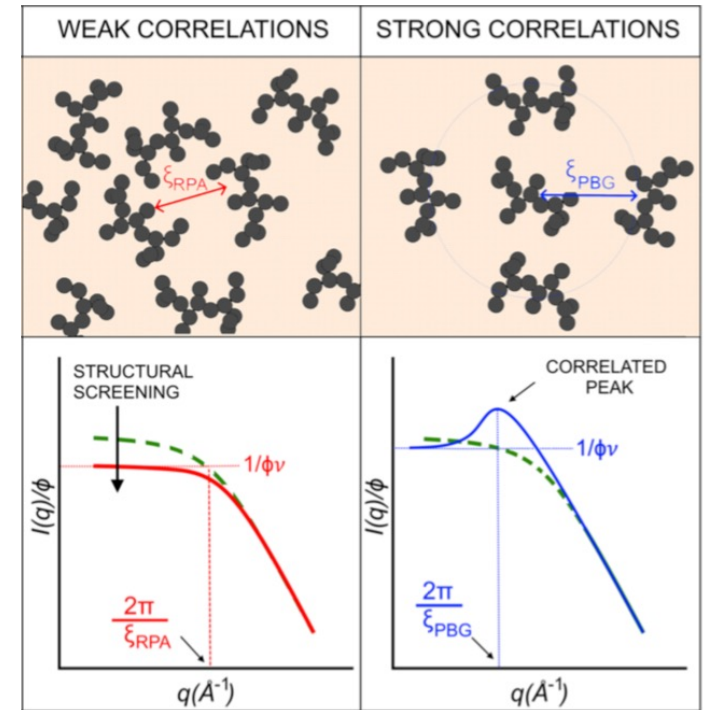 WEAK CORRELATIONS
STRONG CORRELATIONS
ξRPA
ξPBG
STRUCTURAL
SCREENING
1/ϕν
2π
ξRPA
I(q)/ϕ
q(Å⁻¹)
CORRELATED
PEAK
1/ϕν
2π
ξPBG
I(q)/ϕ
q(Å⁻¹)